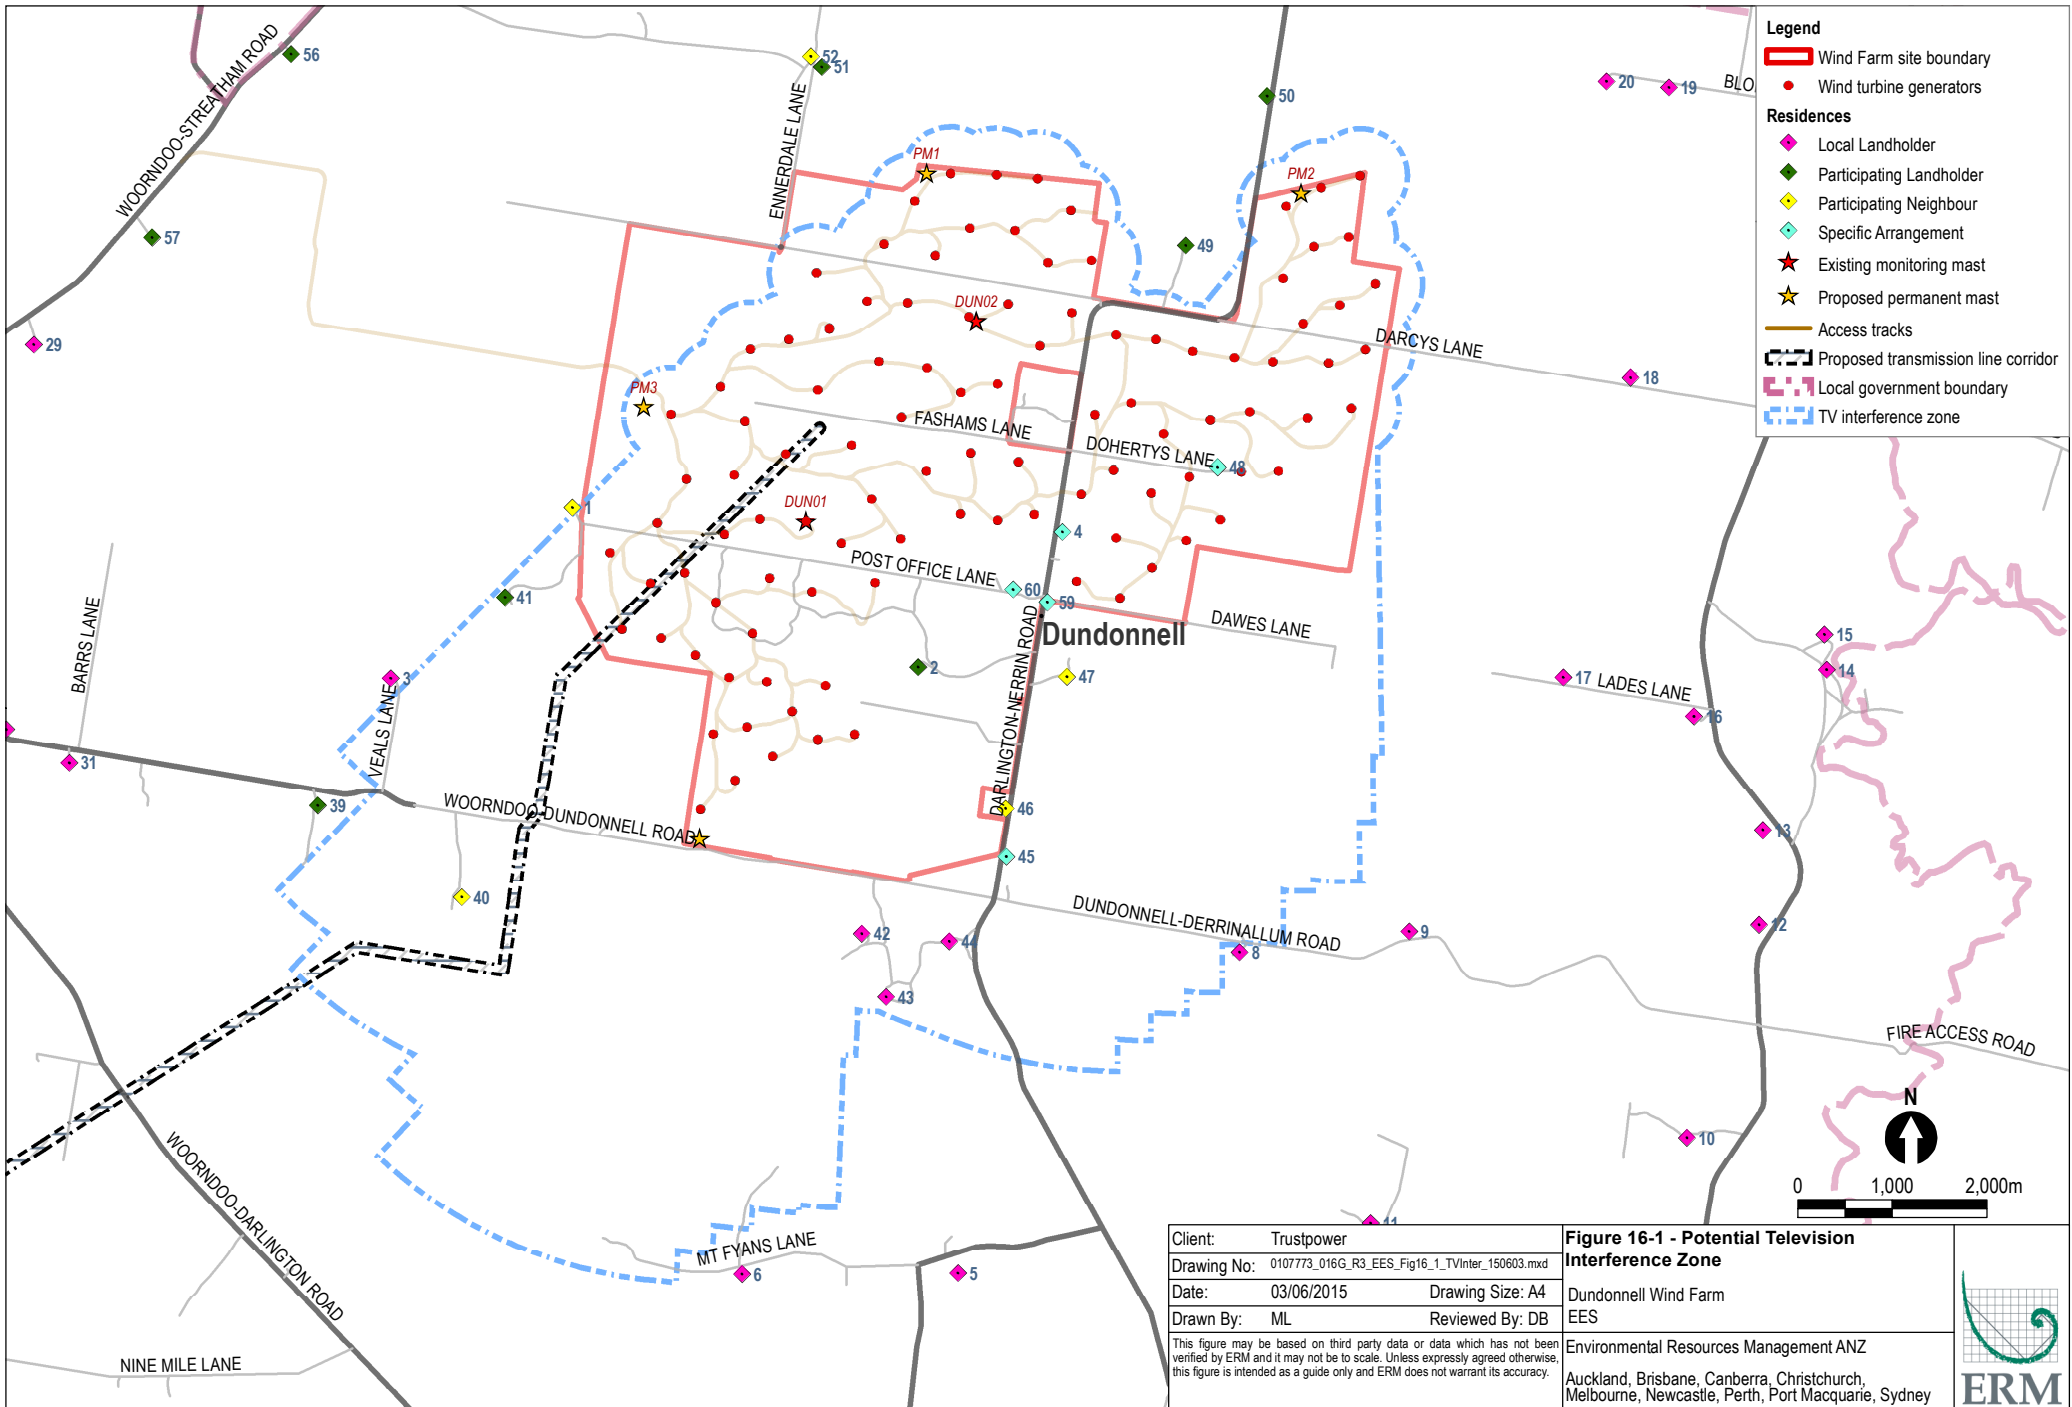 Legend
Wind Farm site boundary
Wind turbine generators
Residences
Local Landholder
Participating Landholder
Participating Neighbour
Specific Arrangement
Existing monitoring mast
Proposed permanent mast
Access tracks
Proposed transmission line corridor
Local government boundary
TV interference zone
WOORNDOO-STREATHAM ROAD
56
52
51
ENNERDALE LANE
50
20
19
PM1
PM2
57
49
29
DUN02
DARCYS LANE
18
PM3
FASHAMS LANE
DOHERTYS LANE
48
1
DUN01
4
POST OFFICE LANE
60
59
41
BARRS LANE
DAWES LANE
Dundonnell
15
14
2
47
3
17
LADES LANE
16
VEALS LANE
31
DARLINGTON-NERRIN ROAD
39
WOORNDOO-DUNDONNELL ROAD
46
13
45
40
DUNDONNELL-DERRINALLUM ROAD
42
44
9
12
8
43
FIRE ACCESS ROAD
N
10
WOORNDOO-DARLINGTON ROAD
0 1,000 2,000m
11
MT FYANS LANE
6
5
NINE MILE LANE
Client: Trustpower
Drawing No: 0107773_016G_R3_EES_Fig16_1_TVInter_150603.mxd
Date: 03/06/2015 Drawing Size: A4
Drawn By: ML Reviewed By: DB
This figure may be based on third party data or data which has not been
verified by ERM and it may not be to scale. Unless expressly agreed otherwise,
this figure is intended as a guide only and ERM does not warrant its accuracy.
Figure 16-1 - Potential Television
Interference Zone
Dundonnell Wind Farm
EES
Environmental Resources Management ANZ
Auckland, Brisbane, Canberra, Christchurch,
Melbourne, Newcastle, Perth, Port Macquarie, Sydney
ERM